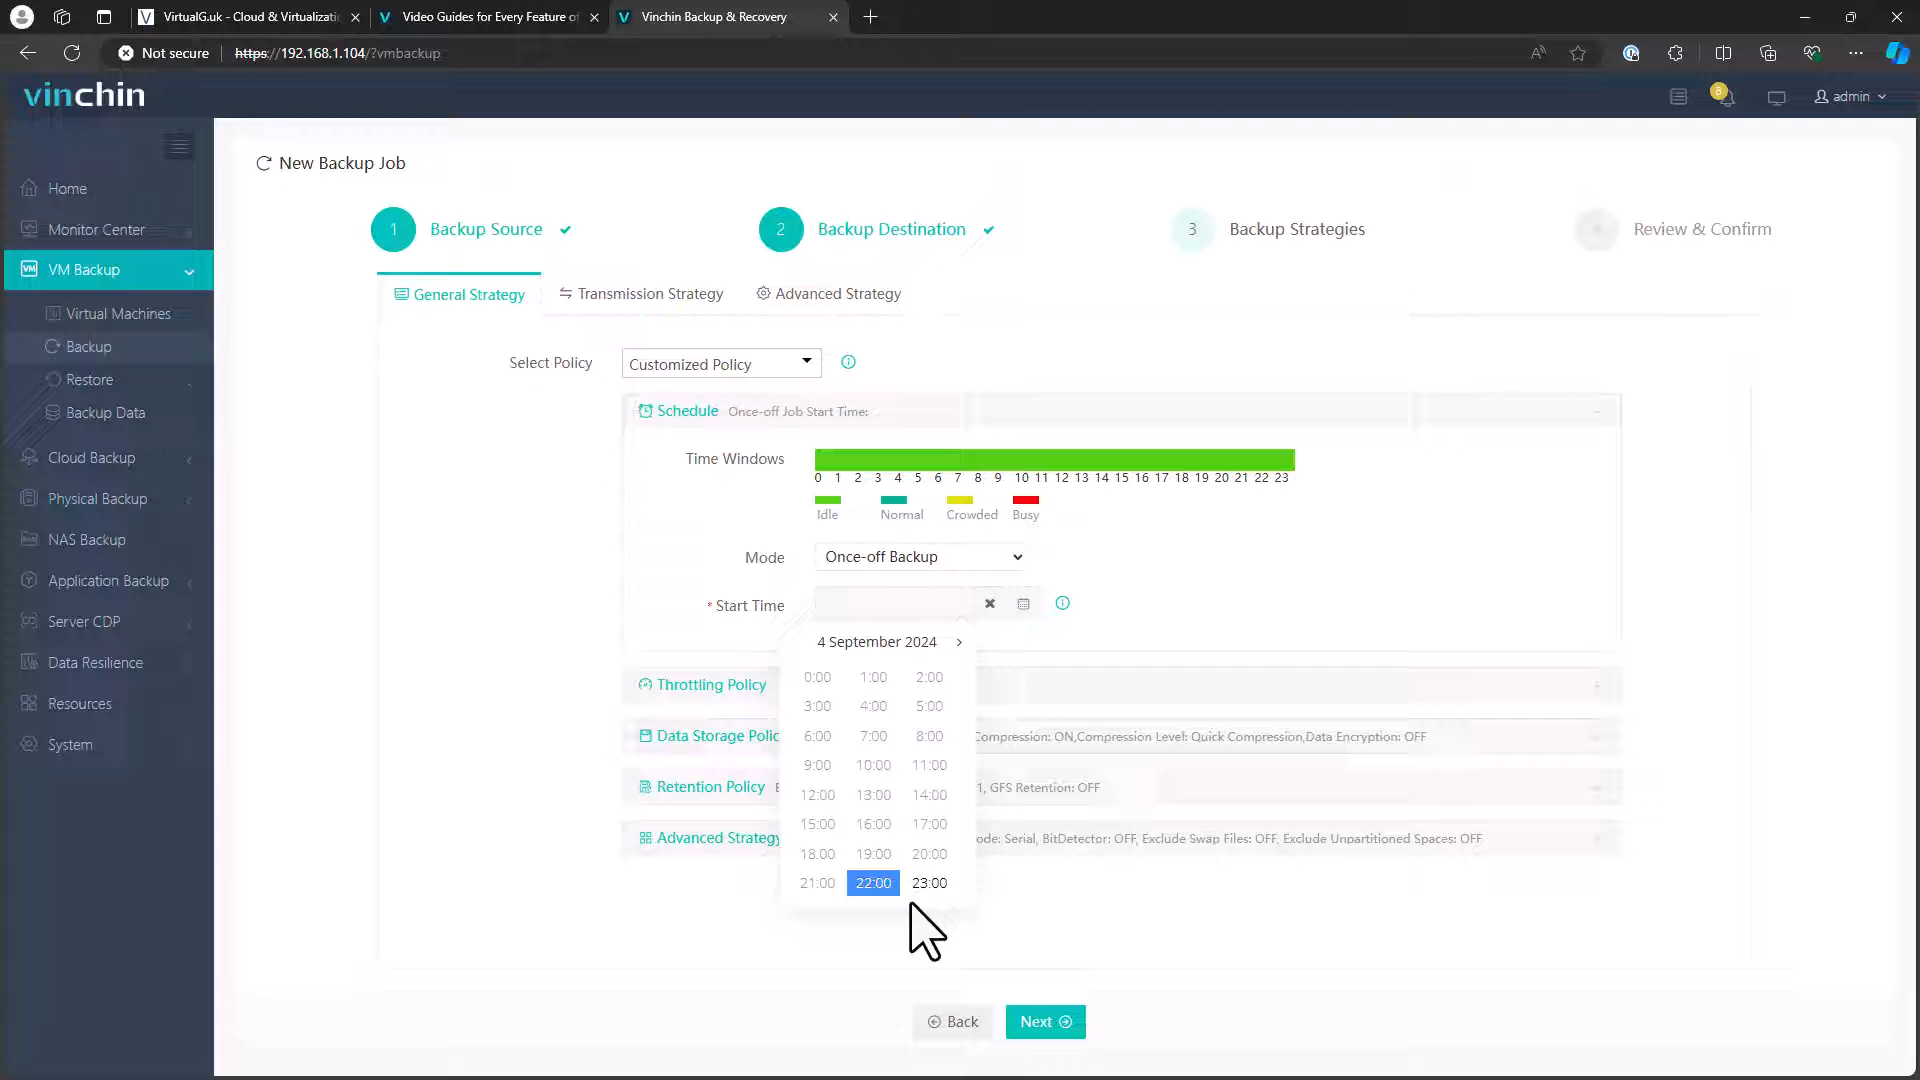 VirtualG.uk - Cloud & Virtualizati
Video Guides for Every Feature of
Vinchin Backup & Recovery
Not secure
https://192.168.1.104/?vmbackup
vinchin
8
admin
New Backup Job
Home
Monitor Center
VM Backup
Virtual Machines
Backup
Restore
Backup Data
Cloud Backup
Physical Backup
NAS Backup
Application Backup
Server CDP
Data Resilience
Resources
System
1 Backup Source
2 Backup Destination
3 Backup Strategies
Review & Confirm
General Strategy
Transmission Strategy
Advanced Strategy
Select Policy
Customized Policy
Schedule Once-off Job Start Time:
Time Windows
0 1 2 3 4 5 6 7 8 9 10 11 12 13 14 15 16 17 18 19 20 21 22 23
Idle Normal Crowded Busy
Mode Once-off Backup
* Start Time
4 September 2024
0:00 1:00 2:00
3:00 4:00 5:00
6:00 7:00 8:00
9:00 10:00 11:00
12:00 13:00 14:00
15:00 16:00 17:00
18:00 19:00 20:00
21:00 22:00 23:00
Throttling Policy
Data Storage Polic Compression: ON,Compression Level: Quick Compression,Data Encryption: OFF
Retention Policy 1, GFS Retention: OFF
Advanced Strategy ode: Serial, BitDetector: OFF, Exclude Swap Files: OFF, Exclude Unpartitioned Spaces: OFF
Back
Next